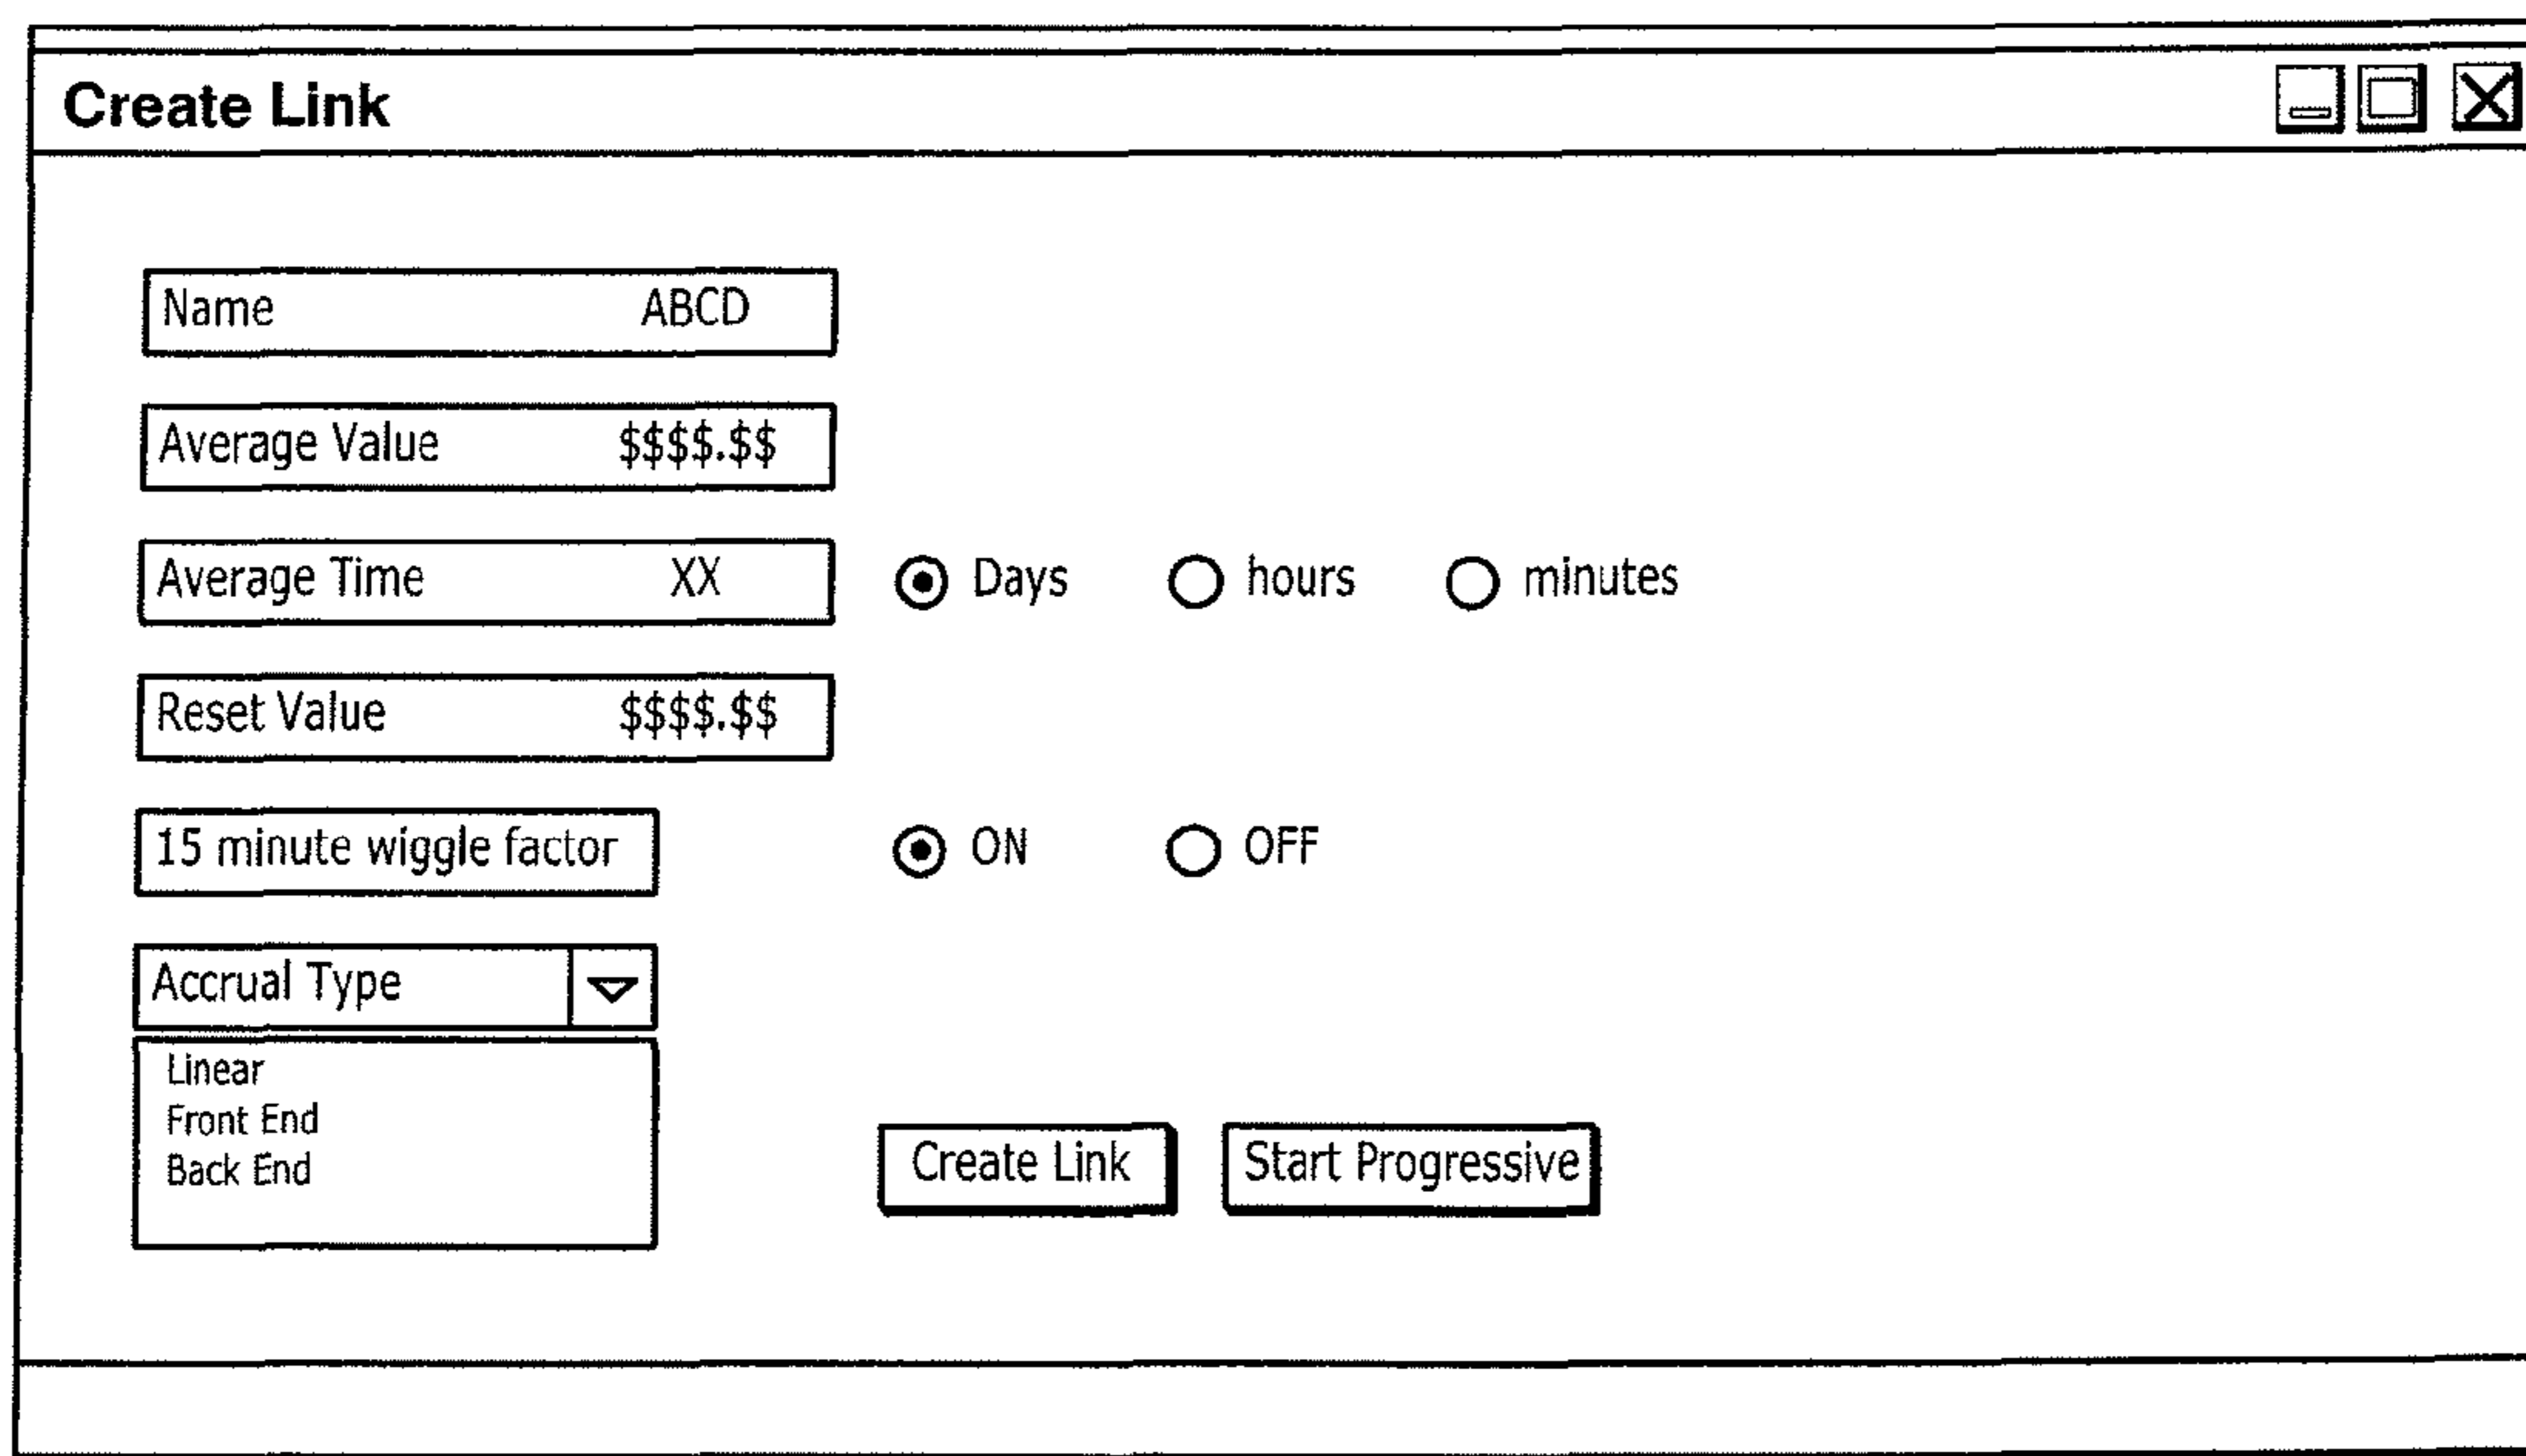 Create Link
Name ABCD
Average Value $$$$.$$
Average Time XX Days hours minutes
Reset Value $$$$.$$
15 minute wiggle factor ON OFF
Accrual Type
Linear
Front End
Back End
Create Link Start Progressive